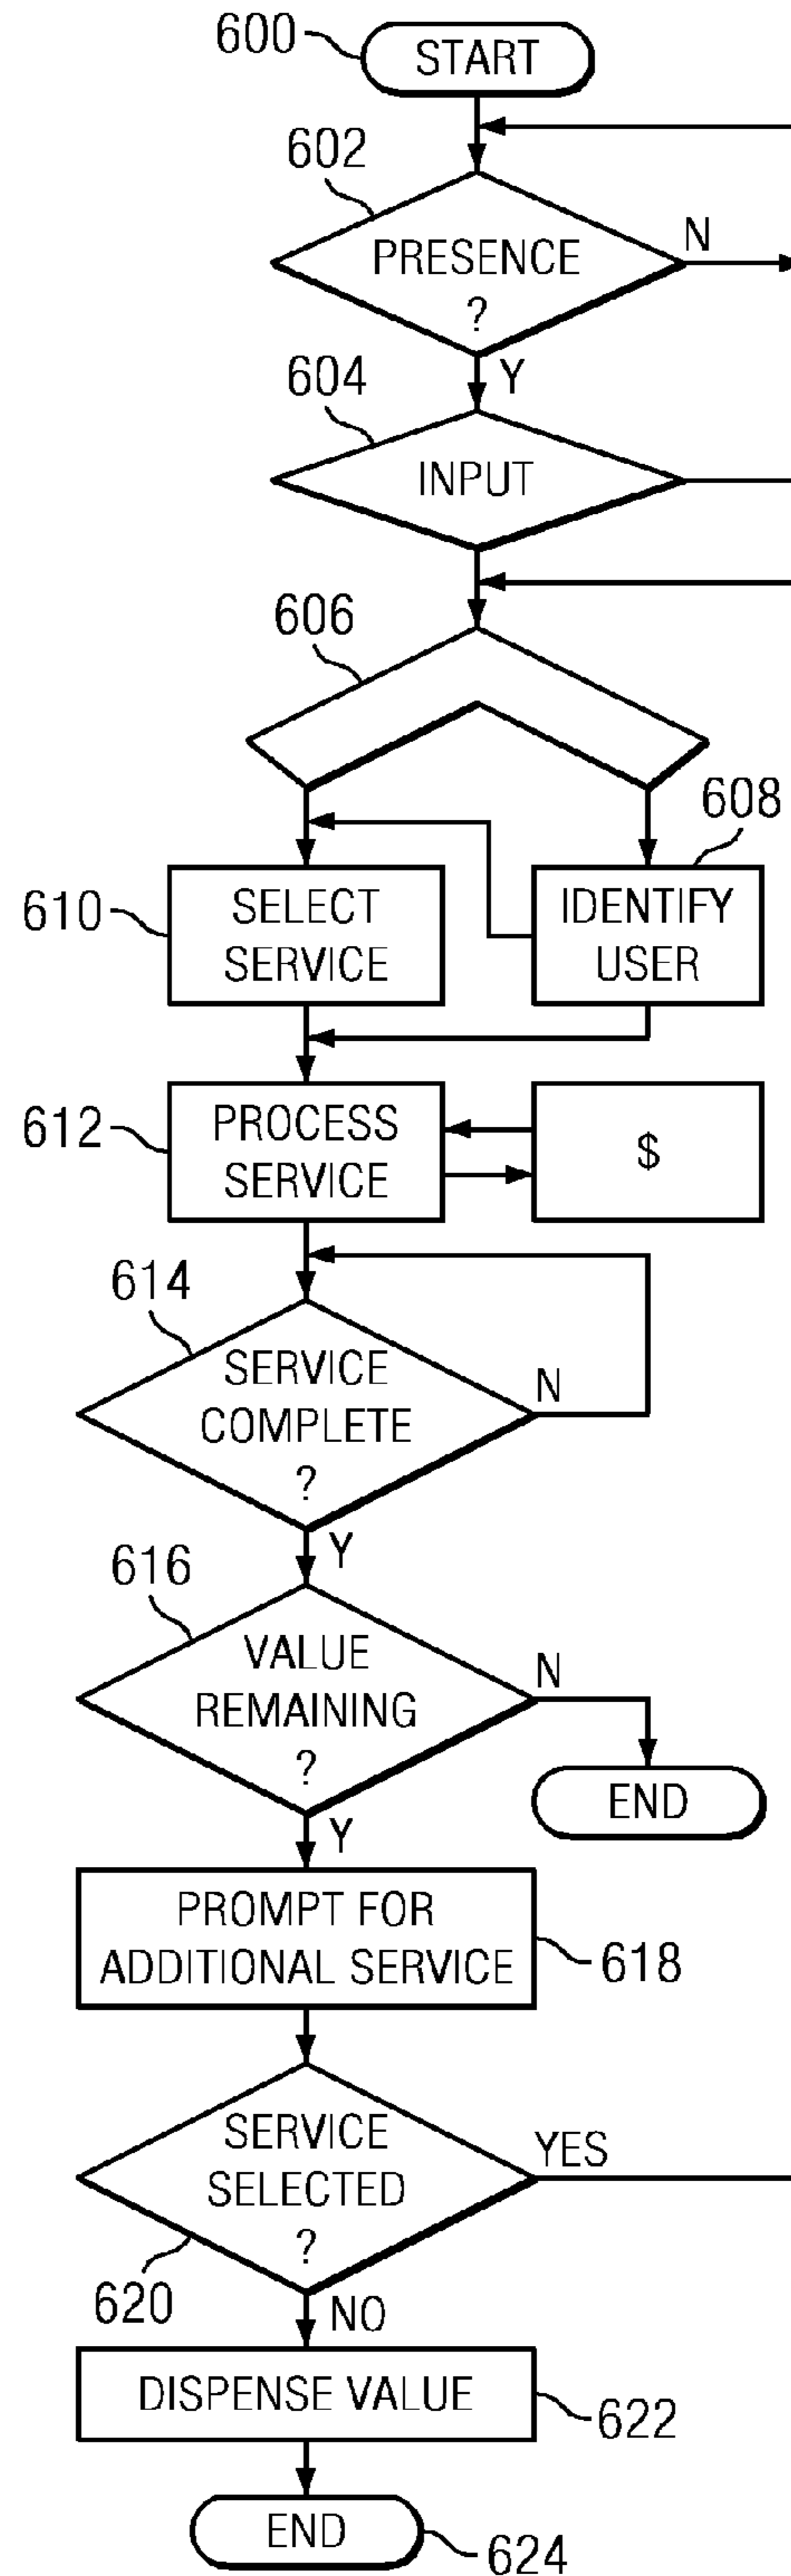 600
START
602
PRESENCE
?
N
Y
604
INPUT
606
608
610
SELECT
SERVICE
IDENTIFY
USER
612
PROCESS
SERVICE
$
614
SERVICE
COMPLETE
?
N
Y
616
VALUE
REMAINING
?
N
END
Y
PROMPT FOR
ADDITIONAL SERVICE
618
SERVICE
SELECTED
?
YES
620
NO
DISPENSE VALUE
622
END
624